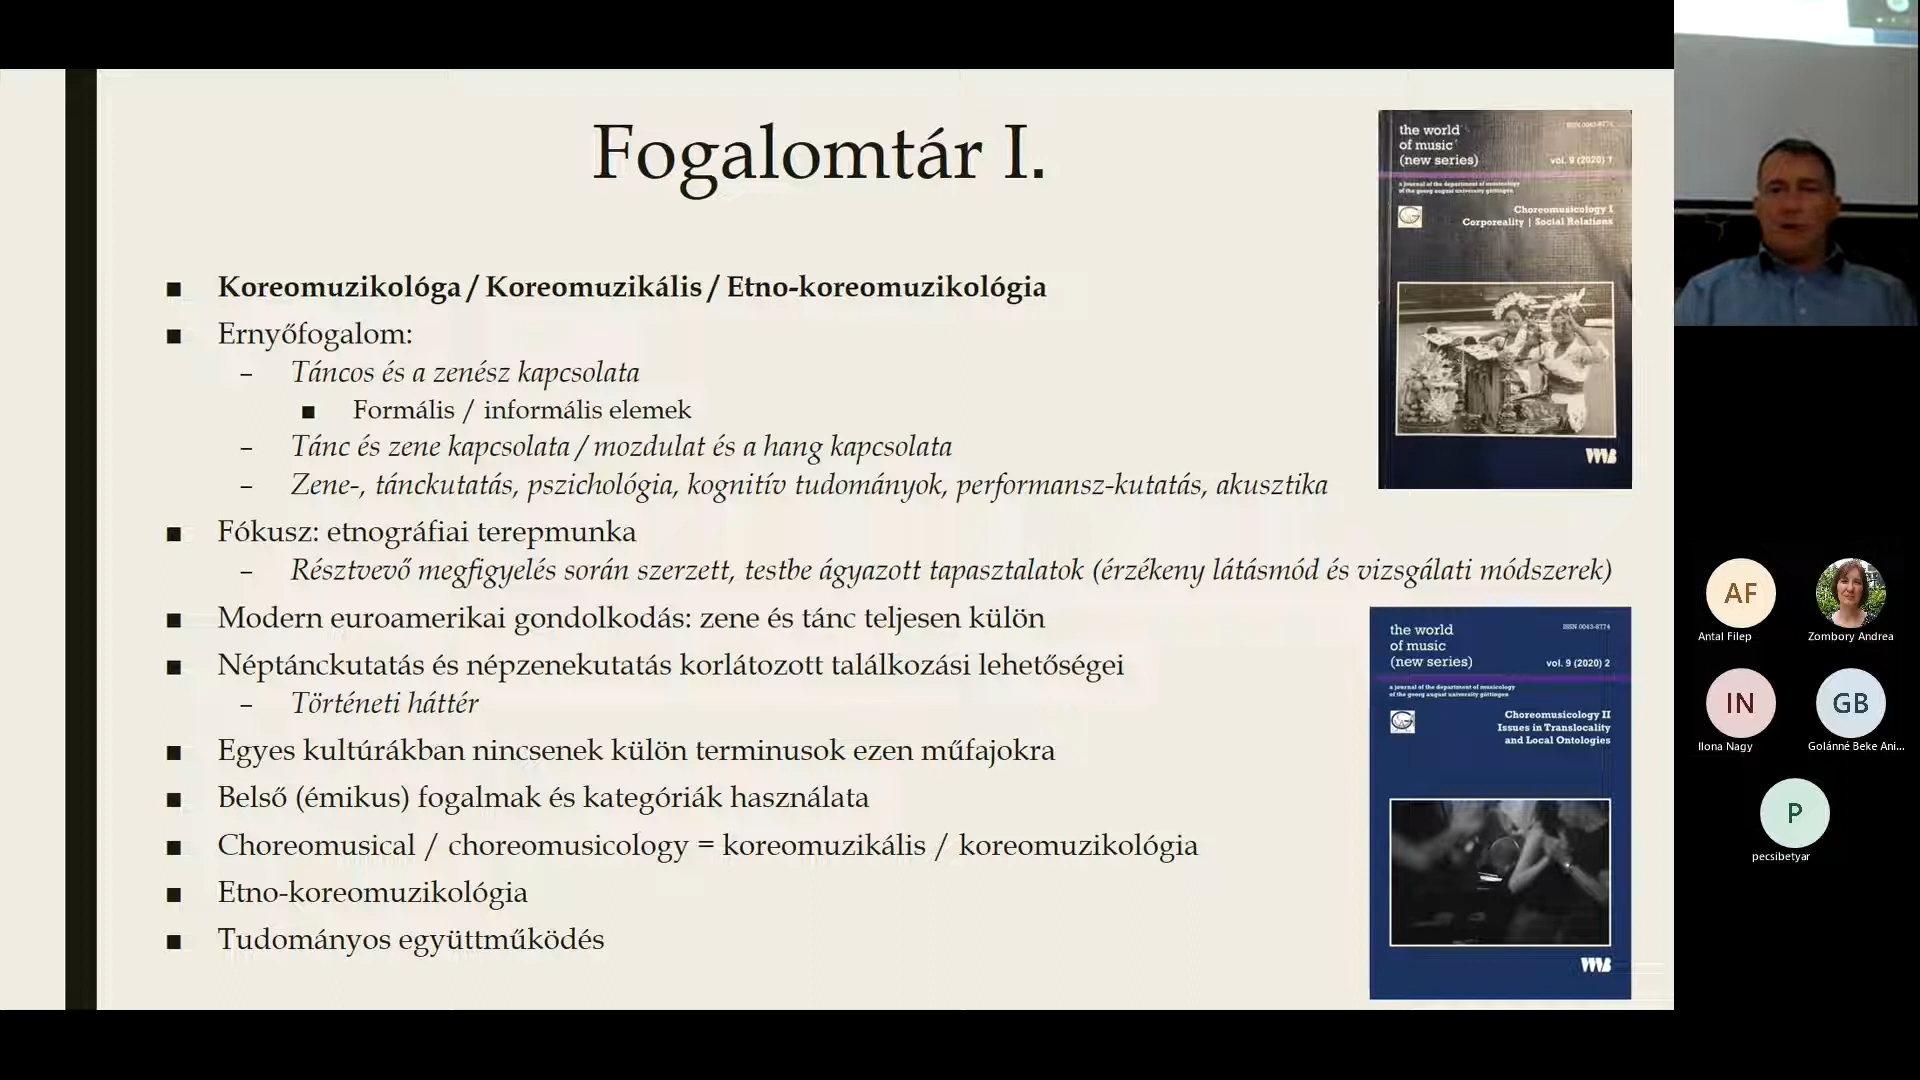 Fogalomtár I.
■ Koreomuzikológa / Koreomuzikális / Etno-koreomuzikológia
■ Ernyőfogalom:
– Táncos és a zenész kapcsolata
■ Formális / informális elemek
– Tánc és zene kapcsolata / mozdulat és a hang kapcsolata
– Zene-, tánckutatás, pszichológia, kognitív tudományok, performansz-kutatás, akusztika
■ Fókusz: etnográfiai terepmunka
– Résztvevő megfigyelés során szerzett, testbe ágyazott tapasztalatok (érzékeny látásmód és vizsgálati módszerek)
■ Modern euroamerikai gondolkodás: zene és tánc teljesen külön
■ Néptánckutatás és népzenekutatás korlátozott találkozási lehetőségei
– Történeti háttér
■ Egyes kultúrákban nincsenek külön terminusok ezen műfajokra
■ Belső (émikus) fogalmak és kategóriák használata
■ Choreomusical / choreomusicology = koreomuzikális / koreomuzikológia
■ Etno-koreomuzikológia
■ Tudományos együttműködés
the world
of music
(new series)
ISSN 0043-8774
vol. 9 (2020) 1
a journal of the department of musicology
of the georg august university göttingen
Choreomusicology I
Corporeality | Social Relations
VWB
the world
of music
(new series)
ISSN 0043-8774
vol. 9 (2020) 2
a journal of the department of musicology
of the georg august university göttingen
Choreomusicology II
Issues in Translocality
and Local Ontologies
VWB
AF
Antal Filep
Zombory Andrea
IN
Ilona Nagy
GB
Golánné Beke Ani...
P
pecsibetyar